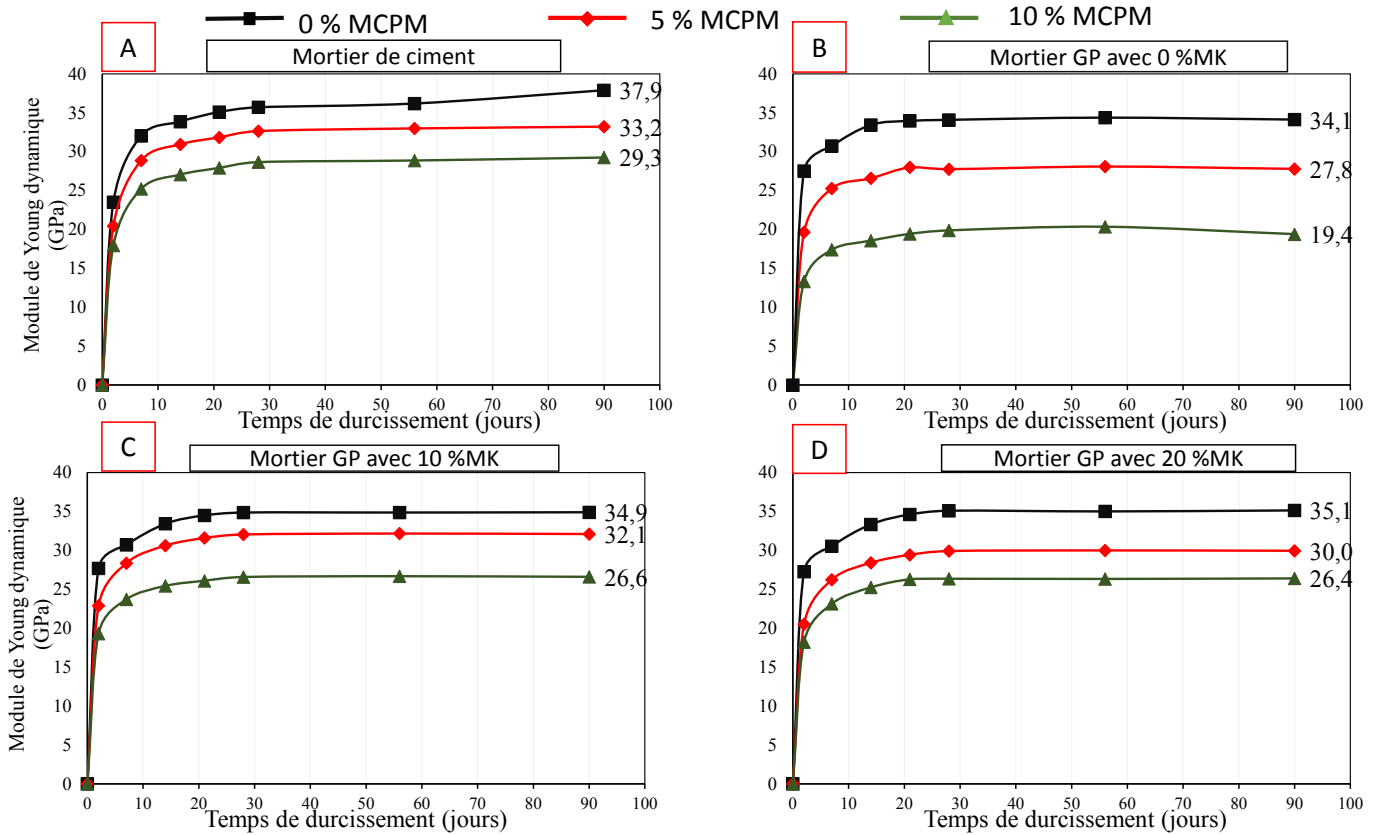 0 % MCPM 5 % MCPM 10 % MCPM
A
Mortier de ciment
Module de Young dynamique
(GPa)
40
35
30
25
20
15
10
5
0
37,9
33,2
29,3
0 10 20 30 40 50 60 70 80 90 100
Temps de durcissement (jours)
B
Mortier GP avec 0 %MK
40
35
30
25
20
15
10
5
0
34,1
27,8
19,4
0 10 20 30 40 50 60 70 80 90 100
Temps de durcissement (jours)
C
Mortier GP avec 10 %MK
Module de Young dynamique
(GPa)
40
35
30
25
20
15
10
5
0
34,9
32,1
26,6
0 10 20 30 40 50 60 70 80 90 100
Temps de durcissement (jours)
D
Mortier GP avec 20 %MK
40
35
30
25
20
15
10
5
0
35,1
30,0
26,4
0 10 20 30 40 50 60 70 80 90 100
Temps de durcissement (jours)